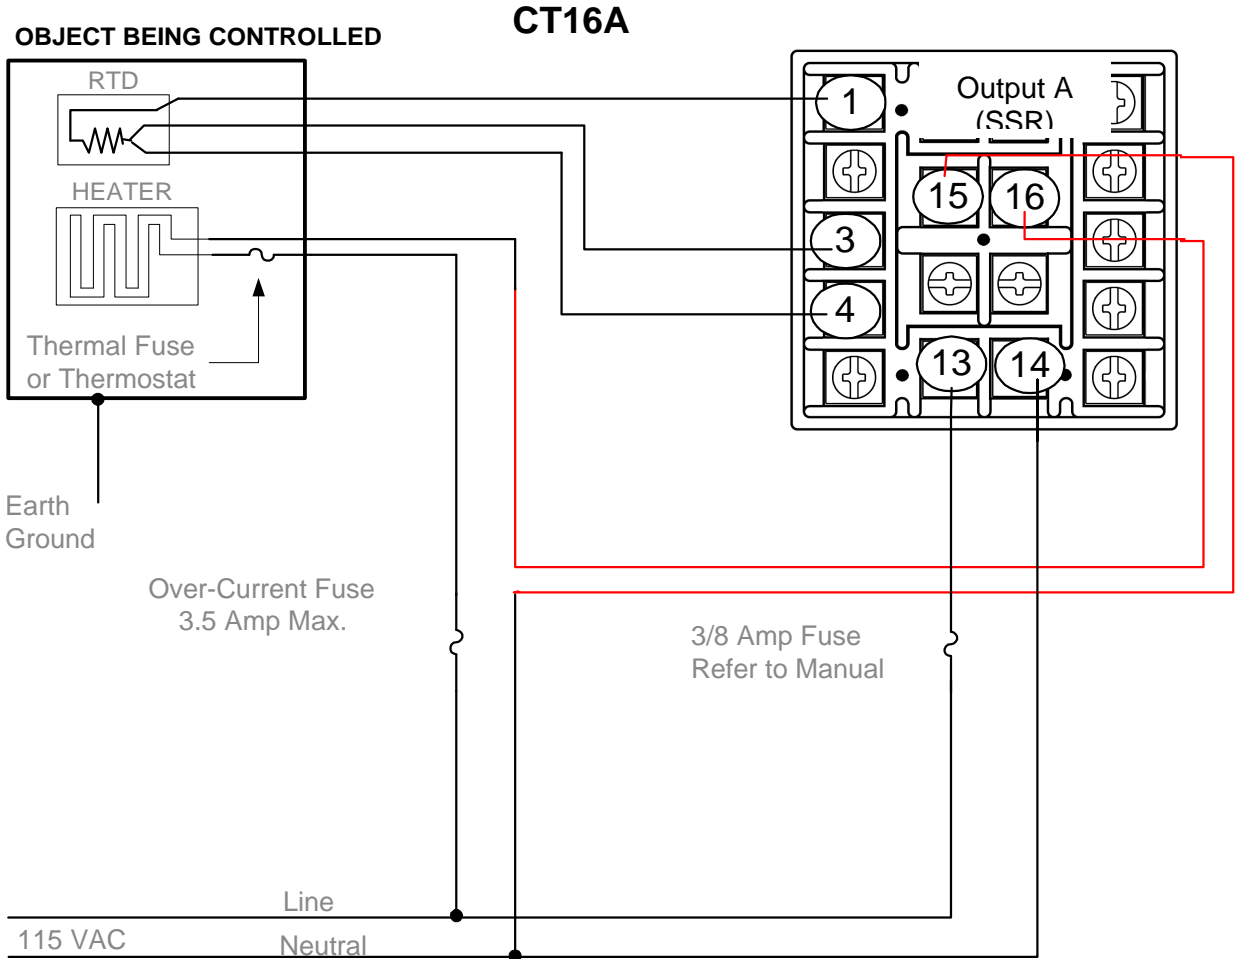 CT16A
OBJECT BEING CONTROLLED
RTD
HEATER
Thermal Fuse
or Thermostat
Output A
(SSR)
1
15
16
3
4
13
14
Earth
Ground
Over-Current Fuse
3.5 Amp Max.
3/8 Amp Fuse
Refer to Manual
Line
115 VAC
Neutral